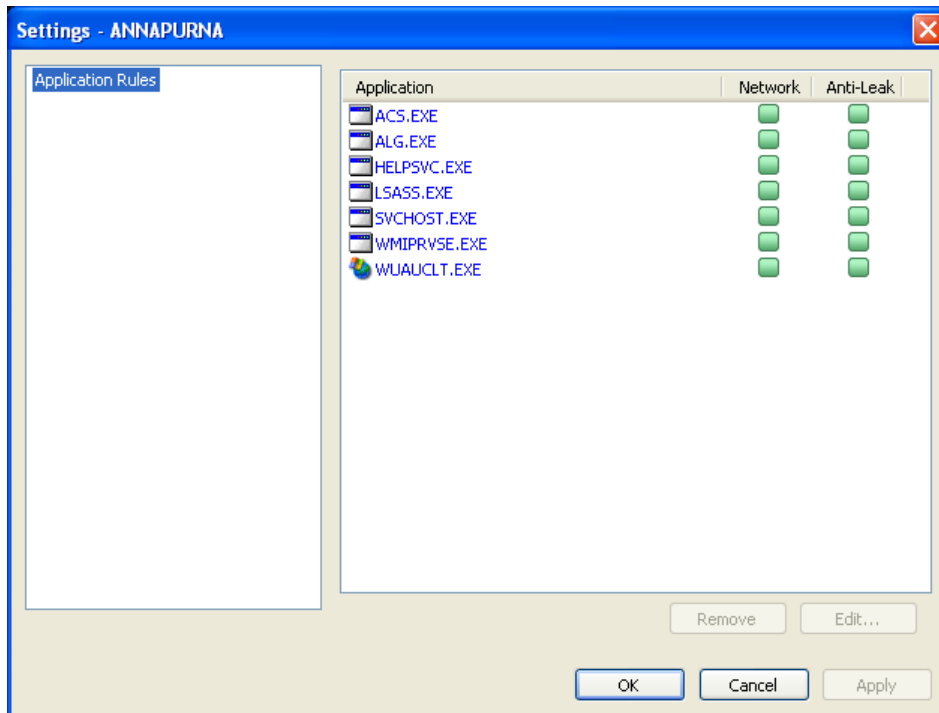 Settings - ANNAPURNA
Application Rules
Application Network Anti-Leak
ACS.EXE
ALG.EXE
HELPSVC.EXE
LSASS.EXE
SVCHOST.EXE
WMIPRVSE.EXE
WUAUCLT.EXE
Remove Edit...
OK Cancel Apply